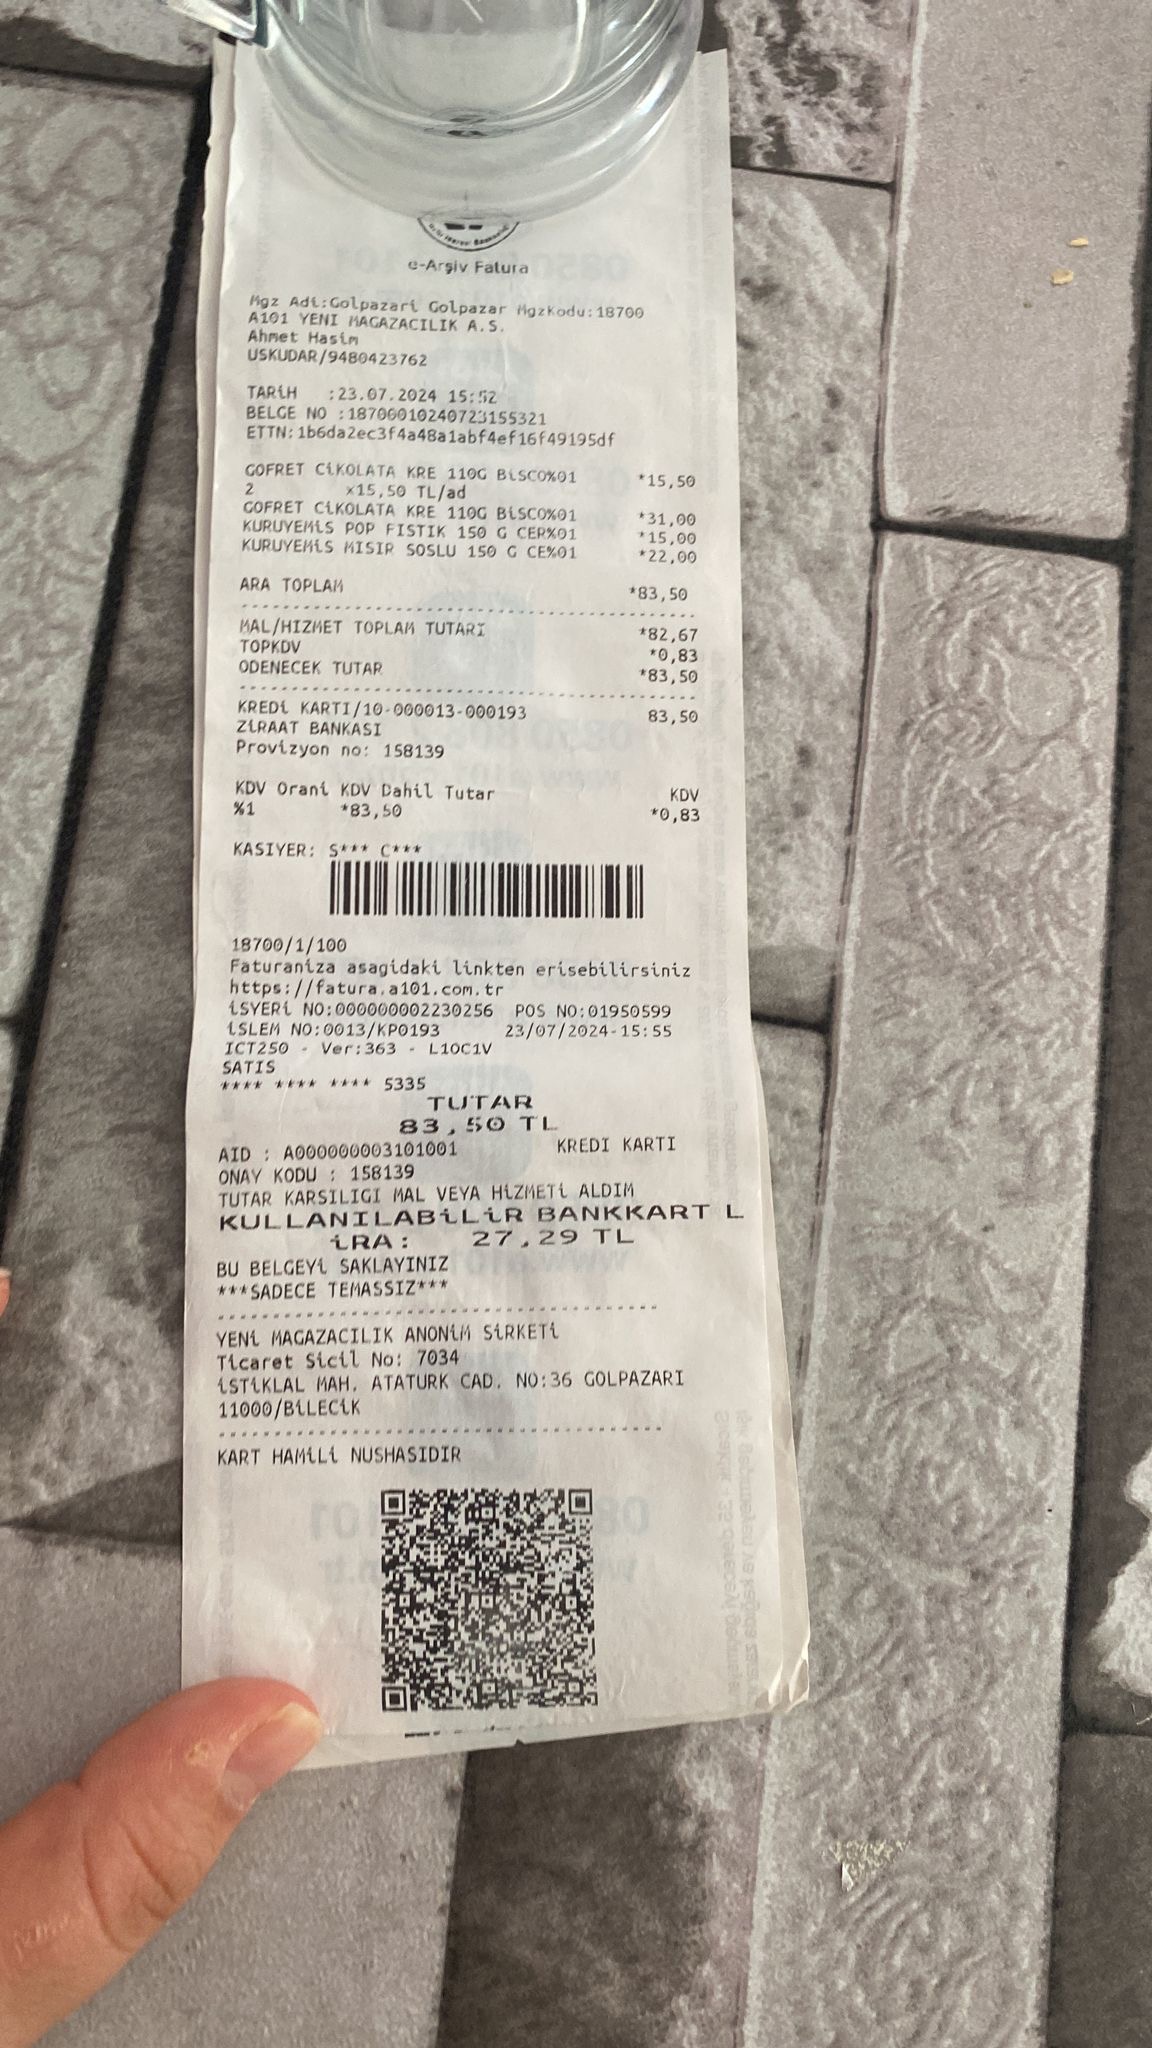 e-Arşiv Fatura
Mgz Adi:Golpazari Golpazar MgzKodu:18700
A101 YENİ MAGAZACILIK A.S.
Ahmet Hasim
USKUDAR/9480423762
TARiH :23.07.2024 15:52
BELGE NO :1870001024072315532​1
ETTN:1b6da2ec3f4a48a1abf4ef16f49195df
GOFRET CiKOLATA KRE 110G BiSCO%01 *15,50
2 x15,50 TL/ad
GOFRET CiKOLATA KRE 110G BiSCO%01 *31,00
KURUYEMiS POP FISTIK 150 G CER%01 *15,00
KURUYEMiS MISIR SOSLU 150 G CE%01 *22,00
ARA TOPLAM *83,50
MAL/HIZMET TOPLAM TUTARI *82,67
TOPKDV *0,83
ODENECEK TUTAR *83,50
KREDi KARTI/10-000013-000193 83,50
ZiRAAT BANKASI
Provizyon no: 158139
KDV Orani KDV Dahil Tutar KDV
%1 *83,50 *0,83
KASIYER: S*** C***
18700/1/100
Faturaniza asagidaki linkten erisebilirsiniz
https://fatura.a101.com.tr
iSYERi NO:000000002230256 POS NO:01950599
iSLEM NO:0013/KP0193 23/07/2024-15:55
ICT250 - Ver:363 - L10C1V
SATIS
**** **** **** 5335
TUTAR
83,50 TL
AID : A0000000031​01001 KREDI KARTI
ONAY KODU : 158139
TUTAR KARSILIGI MAL VEYA HiZMETi ALDIM
KULLANILABiLiR BANKKART L
iRA: 27,29 TL
BU BELGEYi SAKLAYINIZ
***SADECE TEMASSIZ***
YENi MAGAZACILIK ANONiM SiRKETi
Ticaret Sicil No: 7034
iSTiKLAL MAH. ATATURK CAD. NO:36 GOLPAZARI
11000/BiLECiK
KART HAMiLi NUSHASIDIR